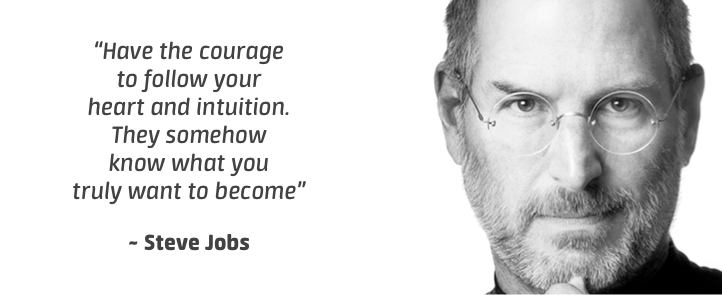 “Have the courage
to follow your
heart and intuition.
They somehow
know what you
truly want to become”
~ Steve Jobs